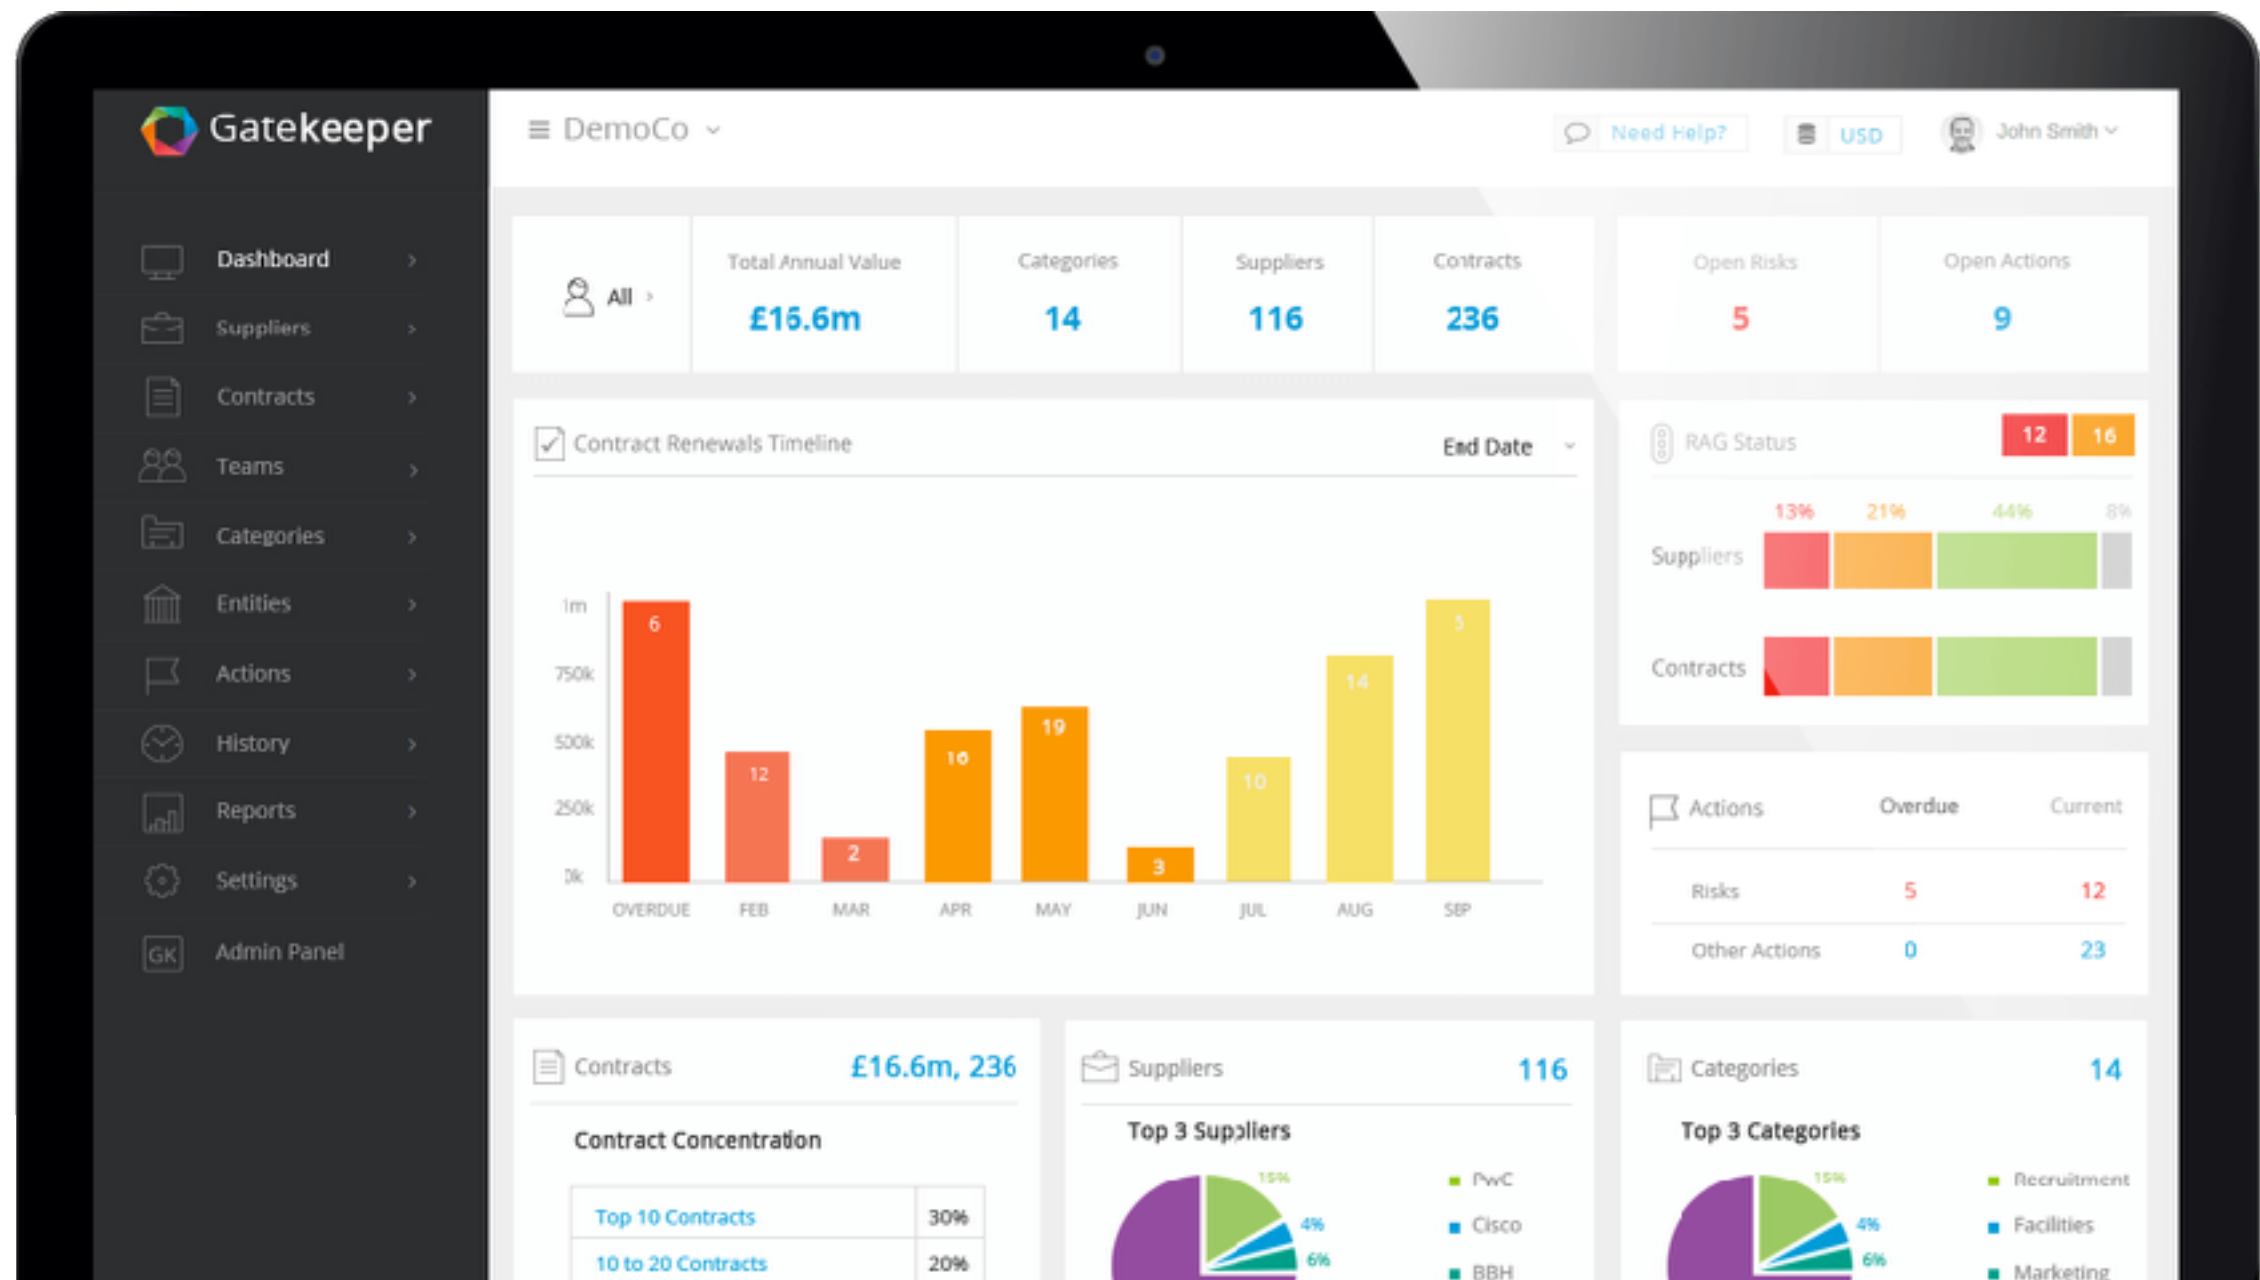 Gatekeeper
DemoCo
Need Help?
USD
John Smith
Dashboard
Suppliers
Contracts
Teams
Categories
Entities
Actions
History
Reports
Settings
GK Admin Panel
All
Total Annual Value
£16.6m
Categories
14
Suppliers
116
Contracts
236
Open Risks
5
Open Actions
9
Contract Renewals Timeline
End Date
1m
750k
500k
250k
0k
6
12
2
16
19
3
10
14
5
OVERDUE FEB MAR APR MAY JUN JUL AUG SEP
RAG Status
12 16
13% 21% 44% 8%
Suppliers
Contracts
Actions Overdue Current
Risks 5 12
Other Actions 0 23
Contracts £16.6m, 236
Contract Concentration
Top 10 Contracts 30%
10 to 20 Contracts 20%
Suppliers 116
Top 3 Suppliers
15%
4%
6%
PwC
Cisco
BBH
Categories 14
Top 3 Categories
15%
4%
6%
Recruitment
Facilities
Marketing